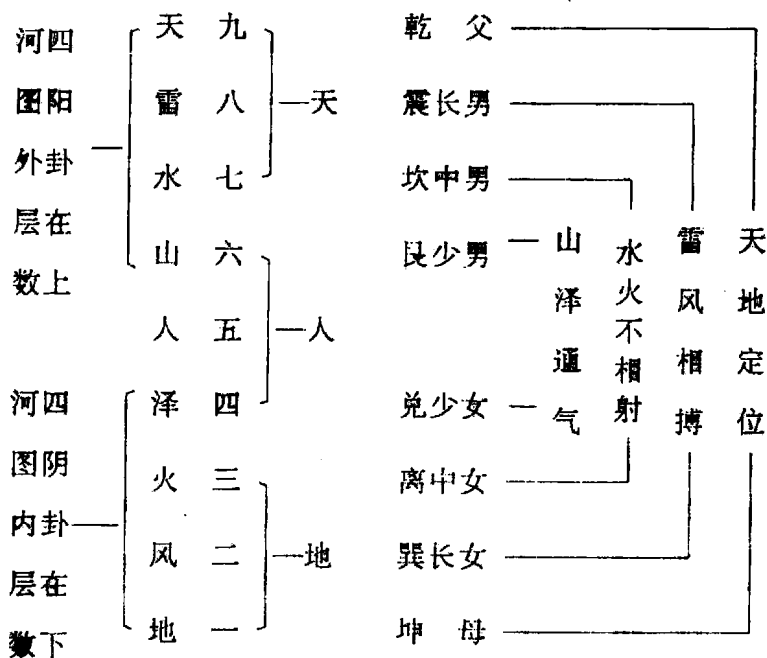 四阳卦在上
河图外层数
天 九
雷 八
水 七
山 六
人 五
泽 四
火 三
风 二
地 一
天
人
地
四阴卦在下
河图内层数
乾 父
震长男
坎中男
艮少男
兑少女
离中女
巽长女
坤 母
天地定位
雷风相搏
水火不相射
山泽通气